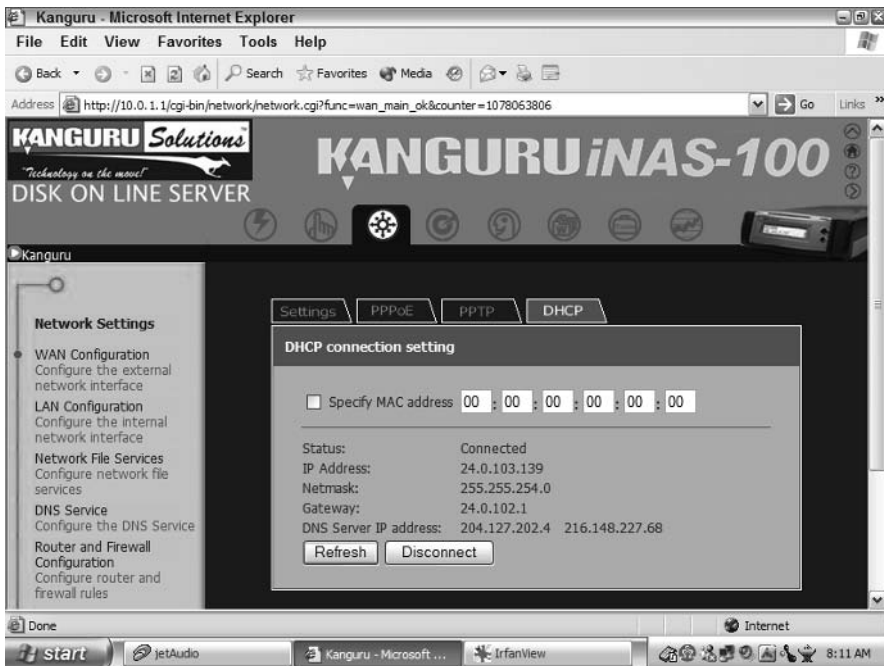 Kanguru - Microsoft Internet Explorer
File Edit View Favorites Tools Help
Back Search Favorites Media
Address http://10.0.1.1/cgi-bin/network/network.cgi?func=wan_main_ok&counter=1078063806 Go Links »
KANGURU Solutions
"Technology on the move!"
DISK ON LINE SERVER
KANGURU iNAS-100
Kanguru
Settings PPPoE PPTP DHCP
Network Settings
WAN Configuration
Configure the external
network interface
LAN Configuration
Configure the internal
network interface
Network File Services
Configure network file
services
DNS Service
Configure the DNS Service
Router and Firewall
Configuration
Configure router and
firewall rules
DHCP connection setting
Specify MAC address 00 : 00 : 00 : 00 : 00 : 00
Status: Connected
IP Address: 24.0.103.139
Netmask: 255.255.254.0
Gateway: 24.0.102.1
DNS Server IP address: 204.127.202.4 216.148.227.68
Refresh Disconnect
Done Internet
start jetAudio Kanguru - Microsoft ... IrfanView 8:11 AM